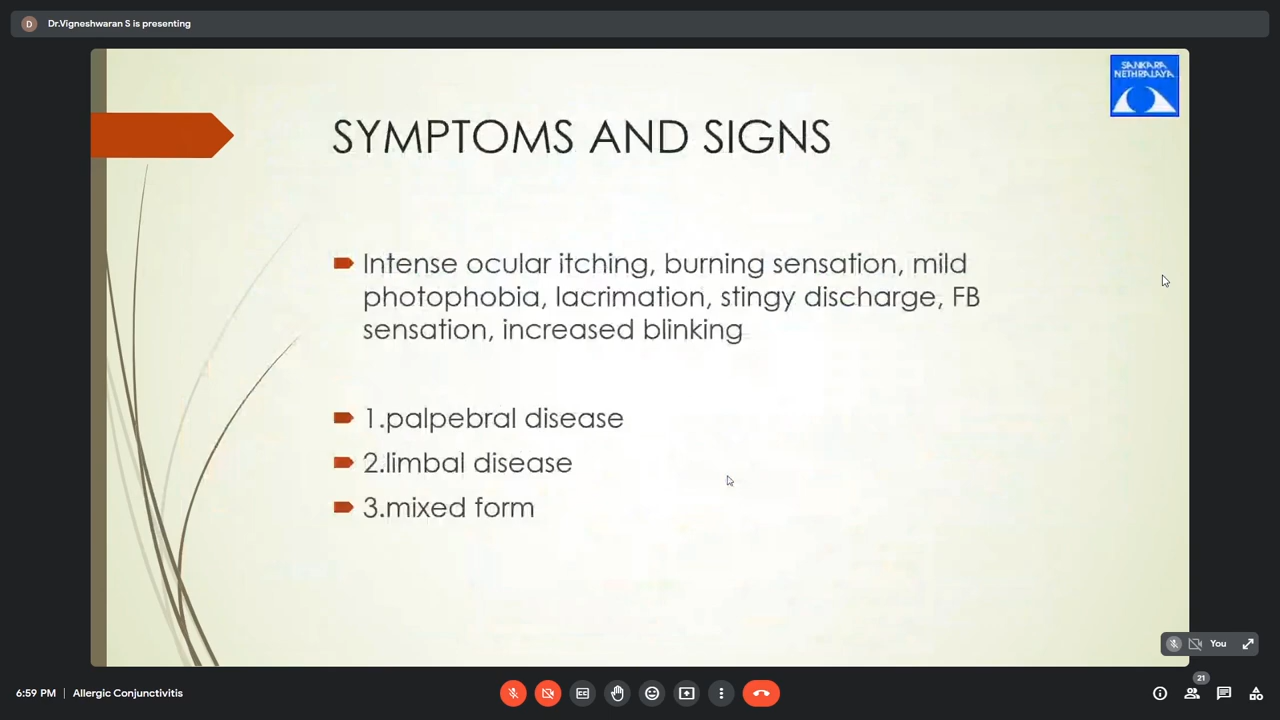 D Dr.Vigneshwaran S is presenting
SANKARA
NETHRALAYA
SYMPTOMS AND SIGNS
Intense ocular itching, burning sensation, mild
photophobia, lacrimation, stingy discharge, FB
sensation, increased blinking
1.palpebral disease
2.limbal disease
3.mixed form
You
21
6:59 PM | Allergic Conjunctivitis